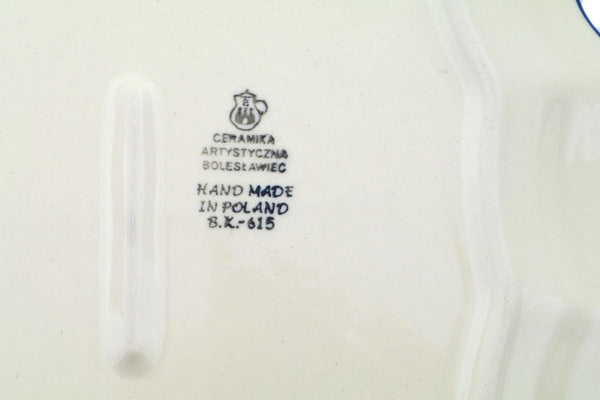 CERAMIKA
ARTYSTYCZNA
BOLESŁAWIEC
HAND MADE
IN POLAND
B.K.-615